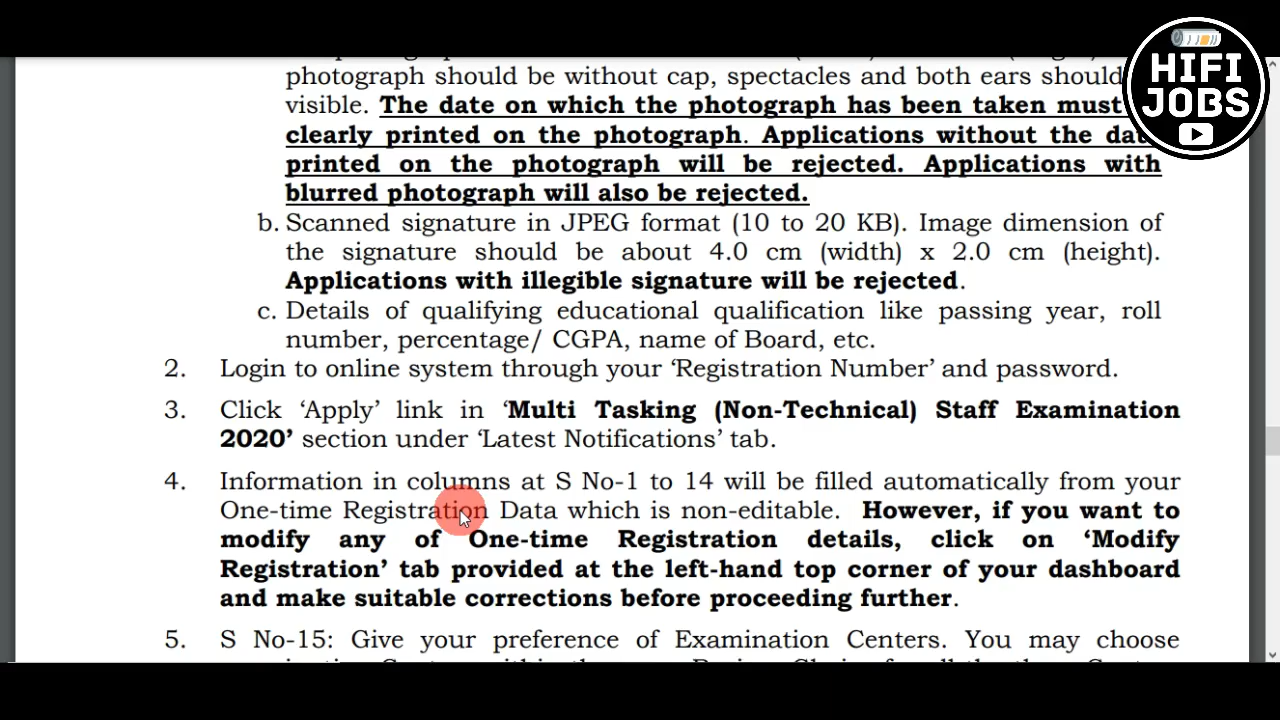 HIFI
JOBS
photograph should be without cap, spectacles and both ears should
visible. The date on which the photograph has been taken must
clearly printed on the photograph. Applications without the
printed on the photograph will be rejected. Applications with
blurred photograph will also be rejected.
b. Scanned signature in JPEG format (10 to 20 KB). Image dimension of
the signature should be about 4.0 cm (width) x 2.0 cm (height).
Applications with illegible signature will be rejected.
c. Details of qualifying educational qualification like passing year, roll
number, percentage/ CGPA, name of Board, etc.
2. Login to online system through your ‘Registration Number’ and password.
3. Click ‘Apply’ link in ‘Multi Tasking (Non-Technical) Staff Examination
2020’ section under ‘Latest Notifications’ tab.
4. Information in columns at S No-1 to 14 will be filled automatically from your
One-time Registration Data which is non-editable. However, if you want to
modify any of One-time Registration details, click on ‘Modify
Registration’ tab provided at the left-hand top corner of your dashboard
and make suitable corrections before proceeding further.
5. S No-15: Give your preference of Examination Centers. You may choose